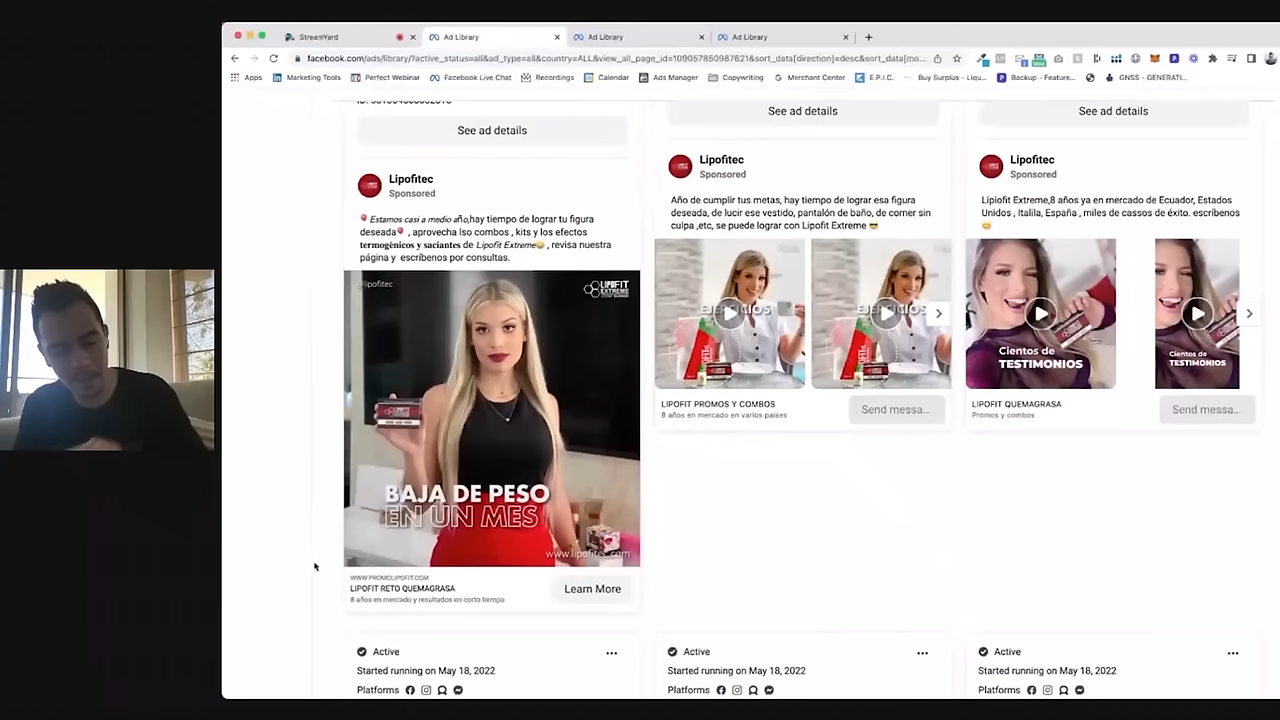 StreamYard
Ad Library
Ad Library
Ad Library
facebook.com/ads/library/?active_status=all&ad_type=all&country=ALL&view_all_page_id=109057850987621&sort_data[direction]=desc&sort_data[mo...
Apps
Marketing Tools
Perfect Webinar
Facebook Live Chat
Recordings
Calendar
Ads Manager
Copywriting
Merchant Center
E.P.I.C.
Buy Surplus - Liqu...
Backup - Feature...
GNSS - GENERATI...
See ad details
Lipofitec
Sponsored
Estamos casi a medio año,hay tiempo de lograr tu figura
deseada , aprovecha lso combos , kits y los efectos
termogénicos y saciantes de Lipofit Extreme , revisa nuestra
página y escríbenos por consultas.
lipofitec
LIPOFIT
EXTREME
BAJA DE PESO
EN UN MES
www.lipofitec.com
WWW.PROMOLIPOFIT.COM
LIPOFIT RETO QUEMAGRASA
8 años en mercado y resultados en corto tiempo
Learn More
See ad details
Lipofitec
Sponsored
Año de cumplir tus metas, hay tiempo de lograr esa figura
deseada, de lucir ese vestido, pantalón de baño, de comer sin
culpa ,etc, se puede lograr con Lipofit Extreme
EJERCICIOS
LIPOFIT PROMOS Y COMBOS
8 años en mercado en varios países
Send messa...
See ad details
Lipofitec
Sponsored
Lipiofit Extreme,8 años ya en mercado de Ecuador, Estados
Unidos , Italila, España , miles de cassos de éxito. escríbenos
Cientos de
TESTIMONIOS
Cientos de
TESTIMONIOS
LIPOFIT QUEMAGRASA
Promos y combos
Send messa...
Active
Started running on May 18, 2022
Platforms
Active
Started running on May 18, 2022
Platforms
Active
Started running on May 18, 2022
Platforms